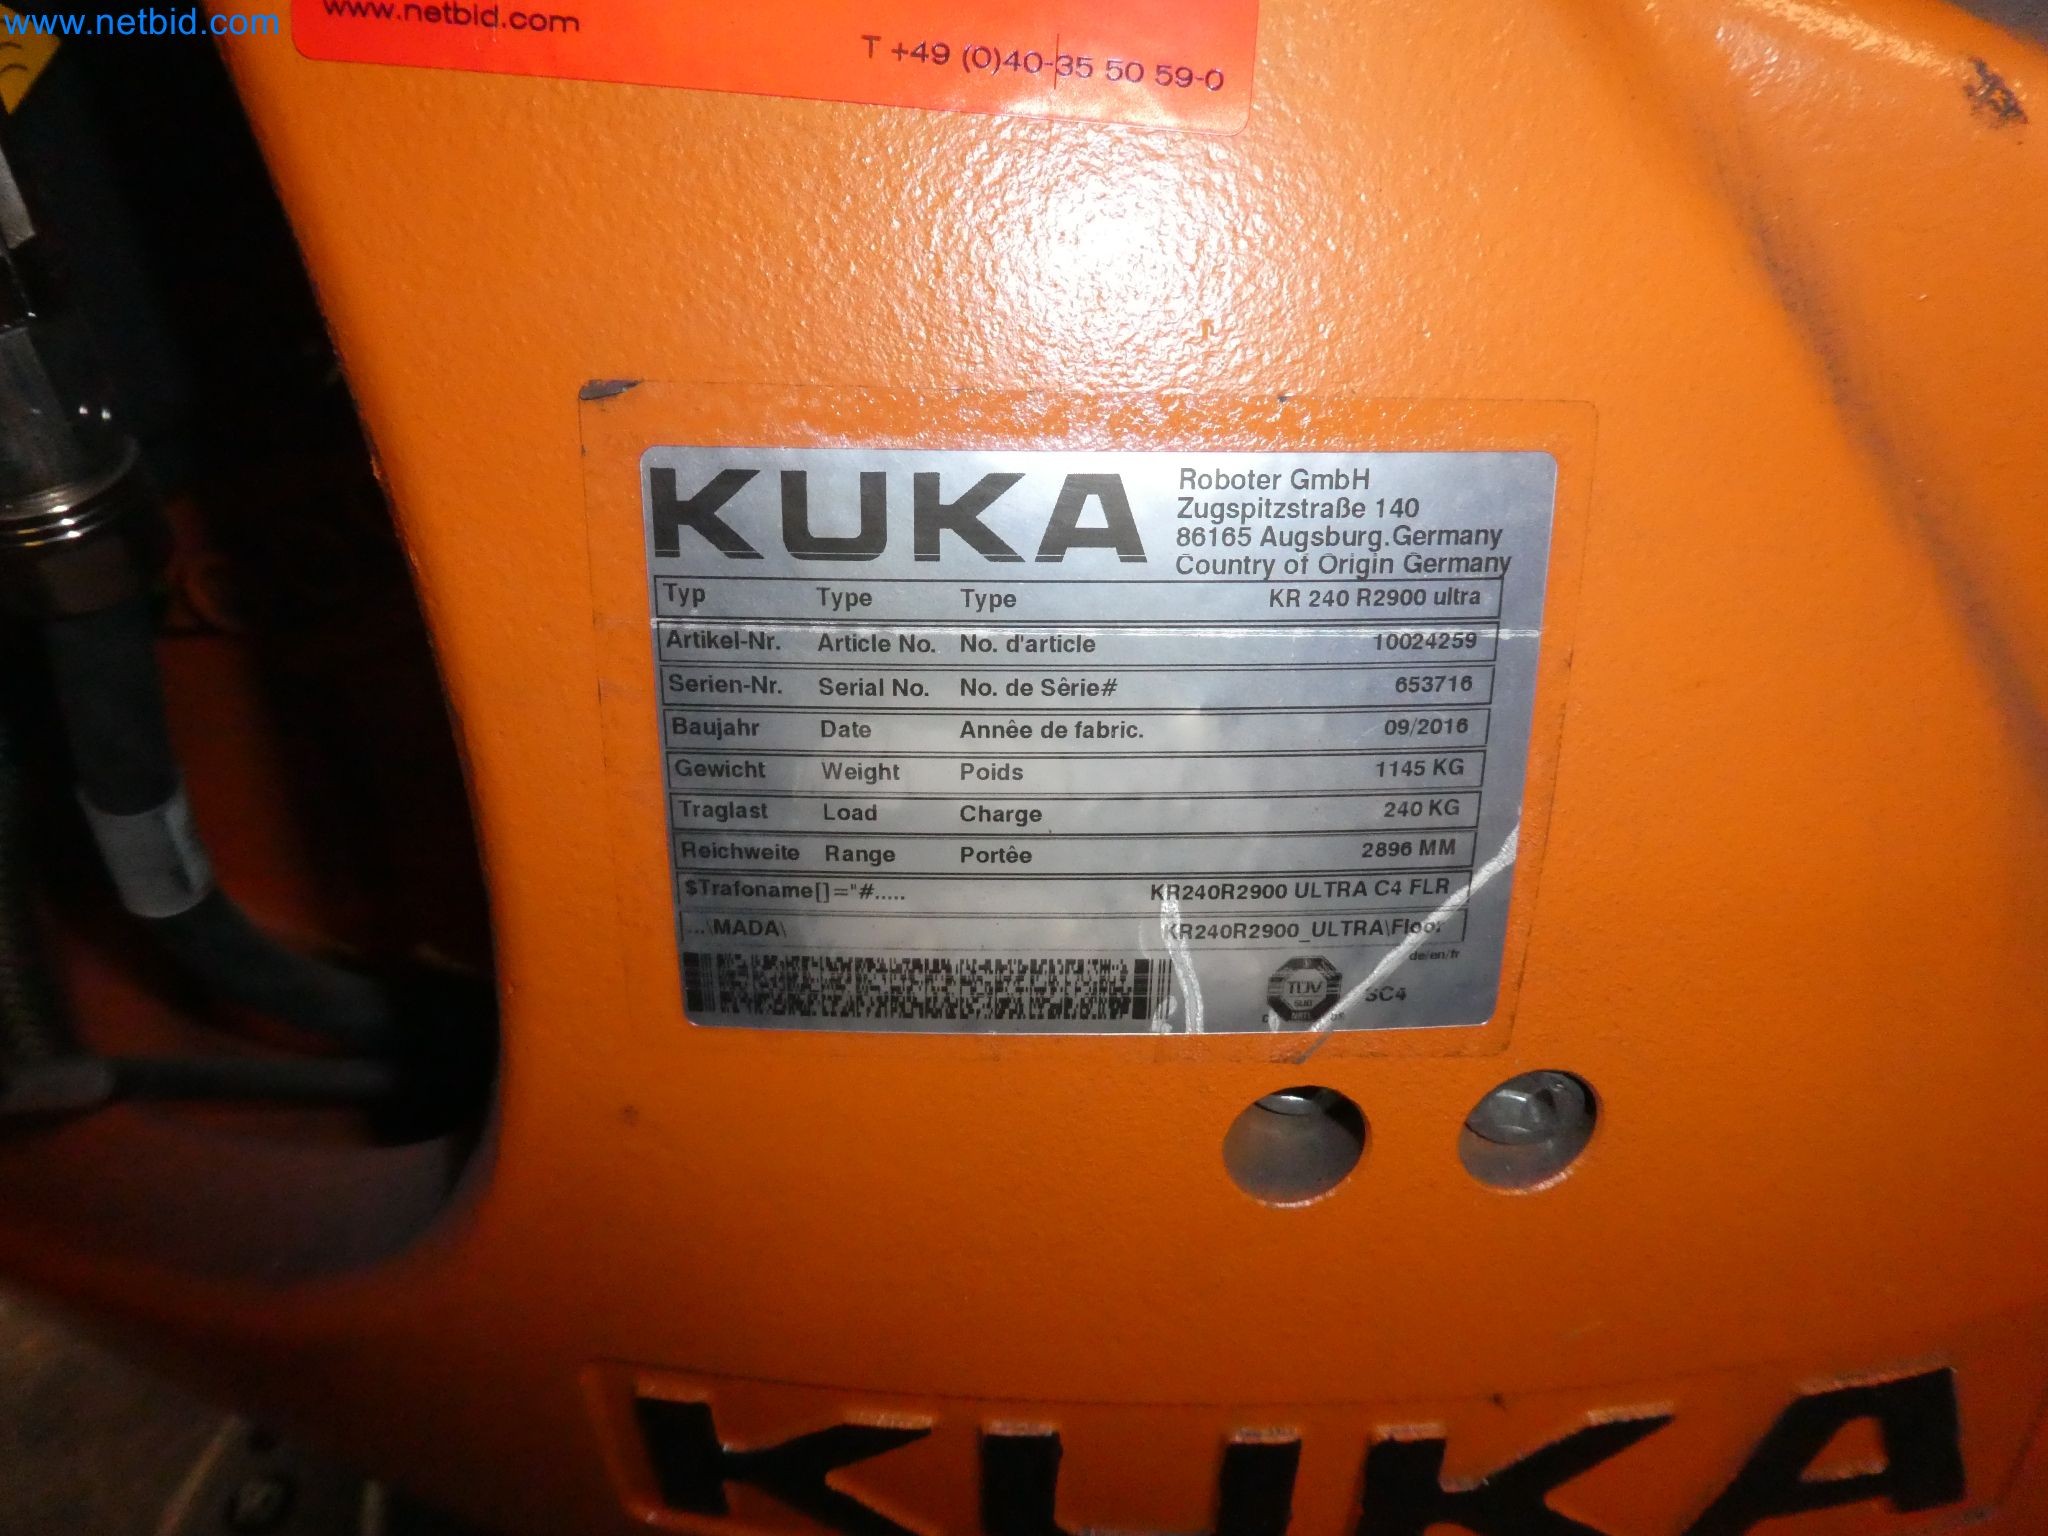 www.netbid.com
www.netbid.com
T +49 (0)40-35 50 59-0
KUKA
Roboter GmbH
Zugspitzstraße 140
86165 Augsburg.Germany
Country of Origin Germany
Typ Type Type KR 240 R2900 ultra
Artikel-Nr. Article No. No. d'article 10024259
Serien-Nr. Serial No. No. de Sêrie# 653716
Baujahr Date Annêe de fabric. 09/2016
Gewicht Weight Poids 1145 KG
Traglast Load Charge 240 KG
Reichweite Range Portêe 2896 MM
$Trafoname[]="#..... KR240R2900 ULTRA C4 FLR
...\MADA\ KR240R2900_ULTRA\Floor
de/en/fr
TÜV
SÜD
SC4
KUKA